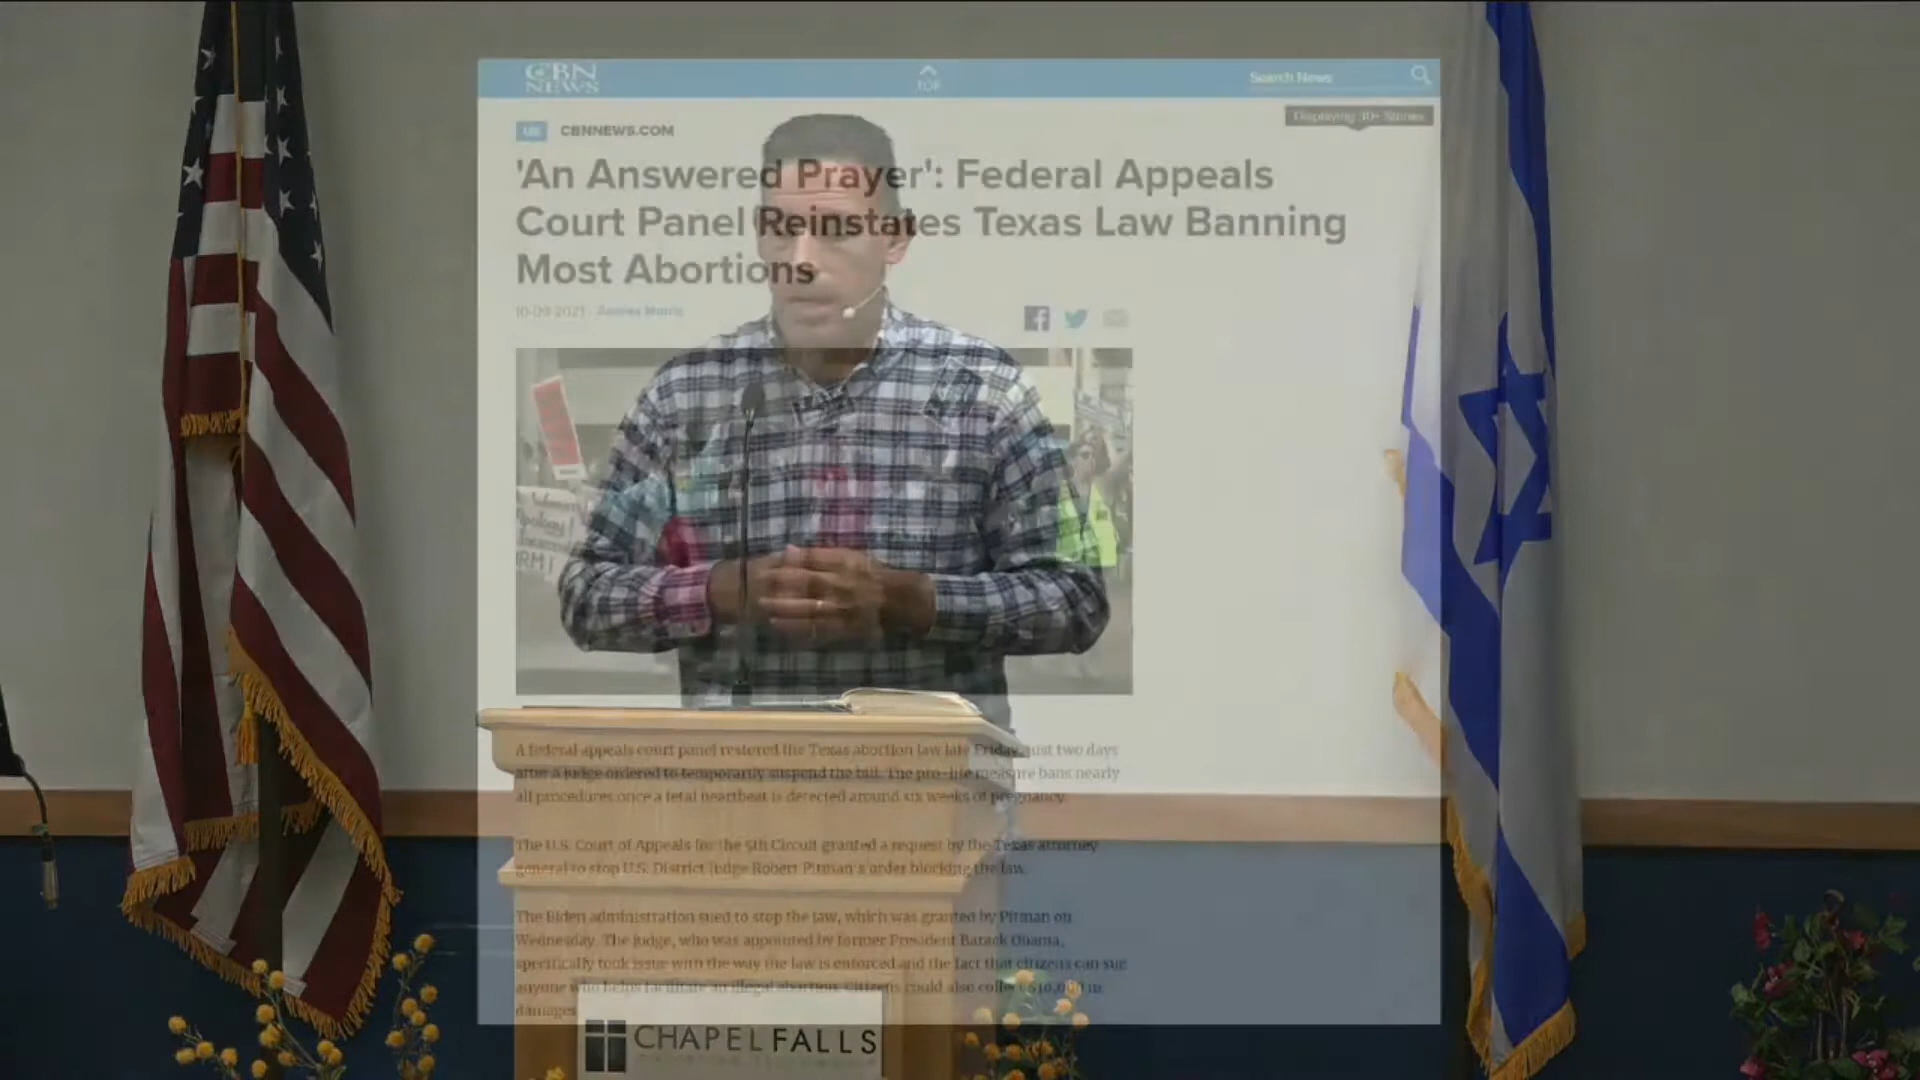 CBN
NEWS
TOP
Search News
Displaying 30+ Stories
US CBNNEWS.COM
'An Answered Prayer': Federal Appeals
Court Panel Reinstates Texas Law Banning
Most Abortions
A federal appeals court panel restored the Texas abortion law late Friday, just two days
after a judge ordered to temporarily suspend the bill. The pro-life measure bans nearly
all procedures once a fetal heartbeat is detected around six weeks of pregnancy.
The U.S. Court of Appeals for the 5th Circuit granted a request by the Texas attorney
general to stop U.S. District Judge Robert Pitman's order blocking the law.
The Biden administration sued to stop the law, which was granted by Pitman on
Wednesday. The judge, who was appointed by former President Barack Obama,
specifically took issue with the way the law is enforced and the fact that citizens can sue
anyone who helps facilitate an illegal abortion. Citizens could also collect $10,000 in
damages
CHAPEL FALLS